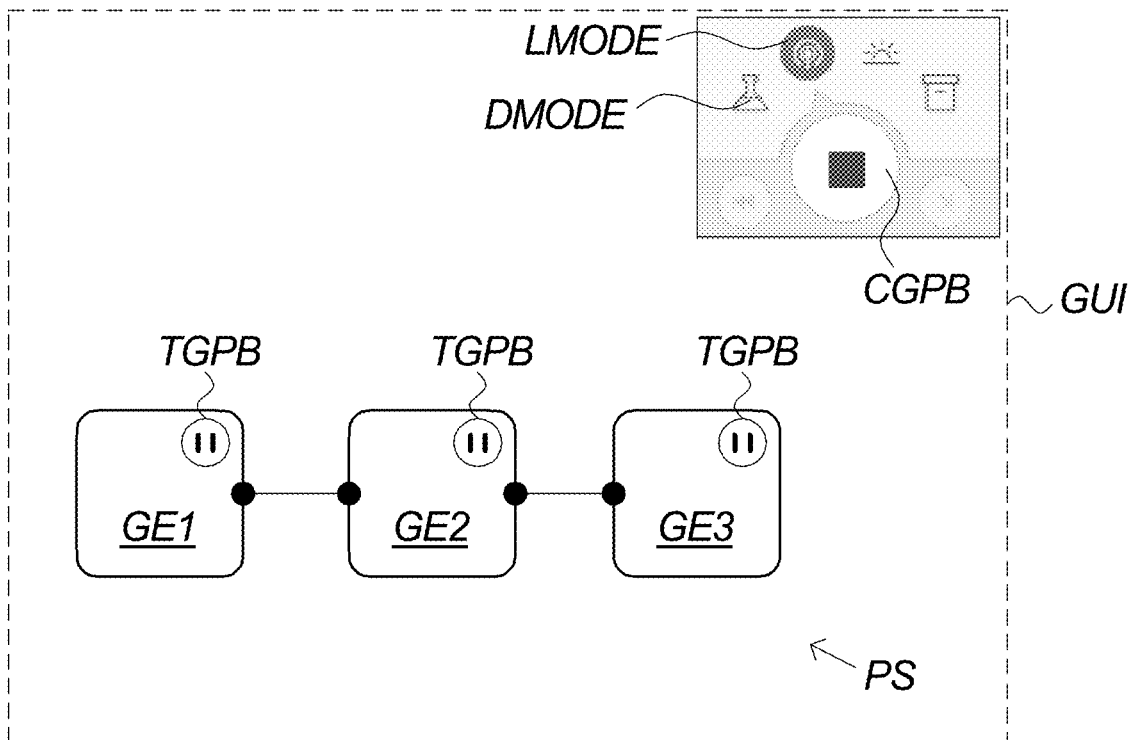 LMODE
DMODE
CGPB
GUI
TGPB TGPB TGPB
GE1 GE2 GE3
PS